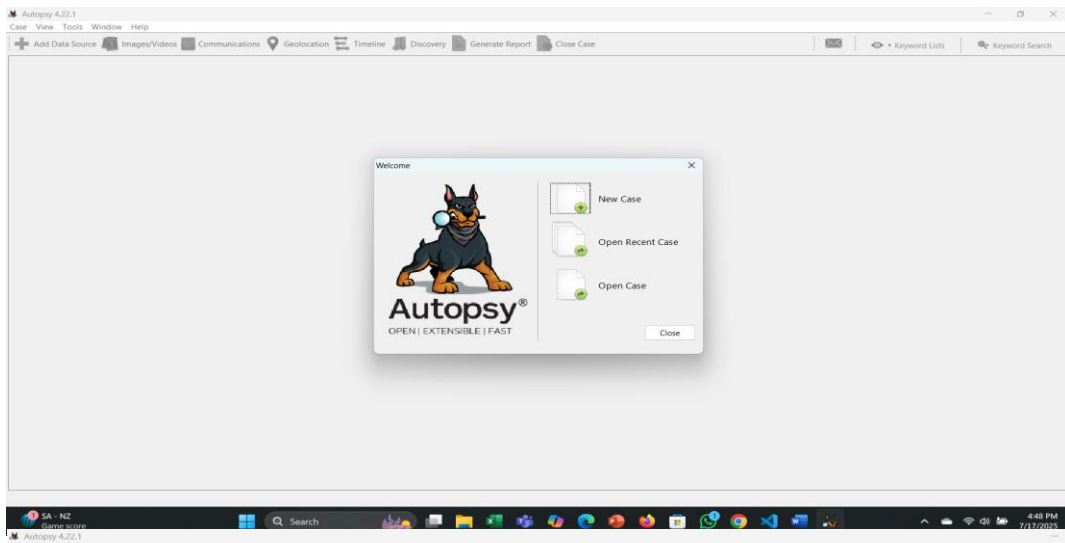 Autopsy 4.22.1
Case View Tools Window Help
Add Data Source Images/Videos Communications Geolocation Timeline Discovery Generate Report Close Case Keyword Lists Keyword Search
Welcome
New Case
Open Recent Case
Open Case
Autopsy®
OPEN | EXTENSIBLE | FAST
Close
1 SA - NZ
Game score
Search
4:48 PM
7/17/2025
Autopsy 4.22.1